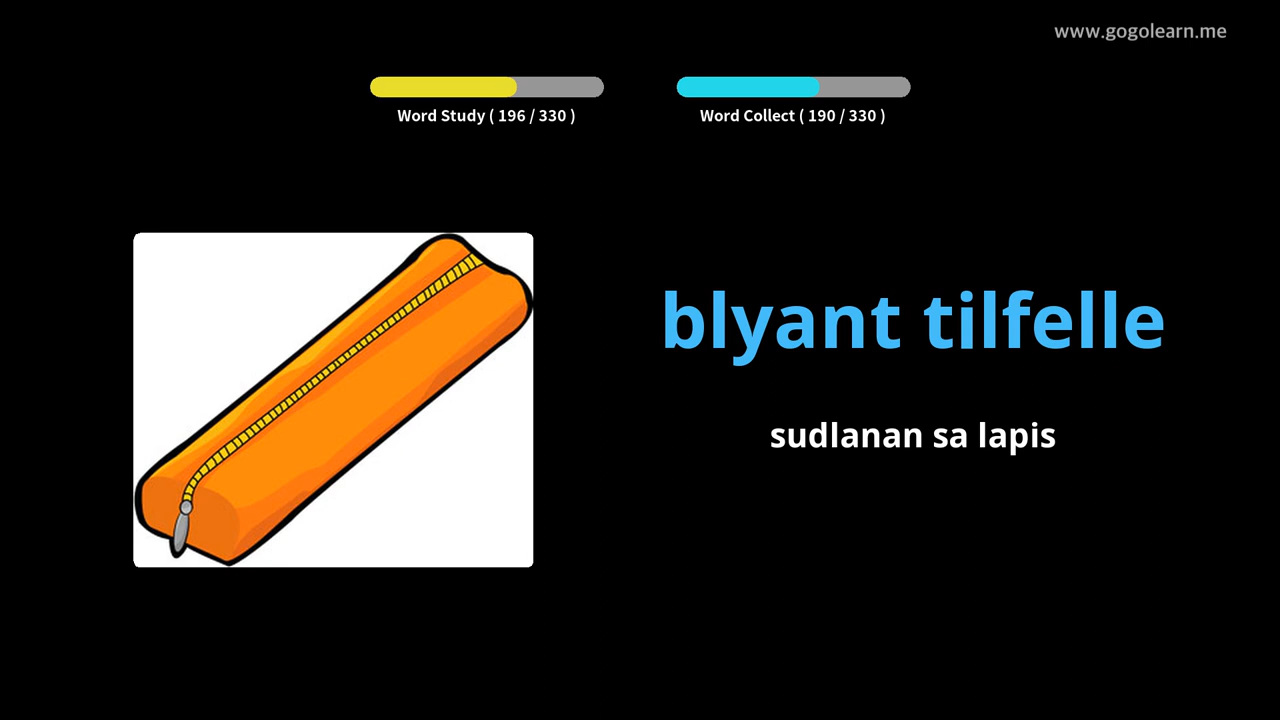 www.gogolearn.me
Word Study ( 196 / 330 )
Word Collect ( 190 / 330 )
blyant tilfelle
sudlanan sa lapis